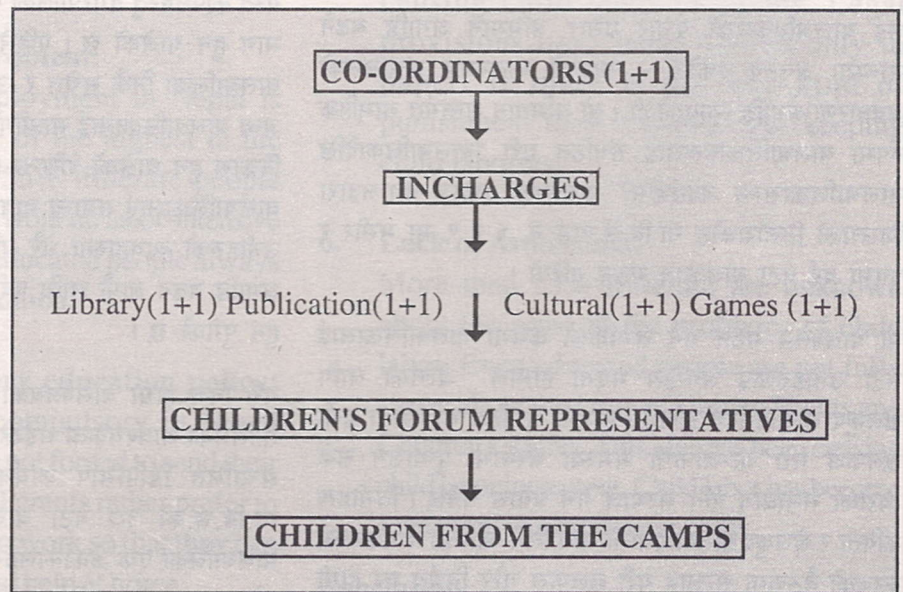 CO-ORDINATORS (1+1)
INCHARGES
Library(1+1) Publication(1+1) Cultural(1+1) Games (1+1)
CHILDREN'S FORUM REPRESENTATIVES
CHILDREN FROM THE CAMPS